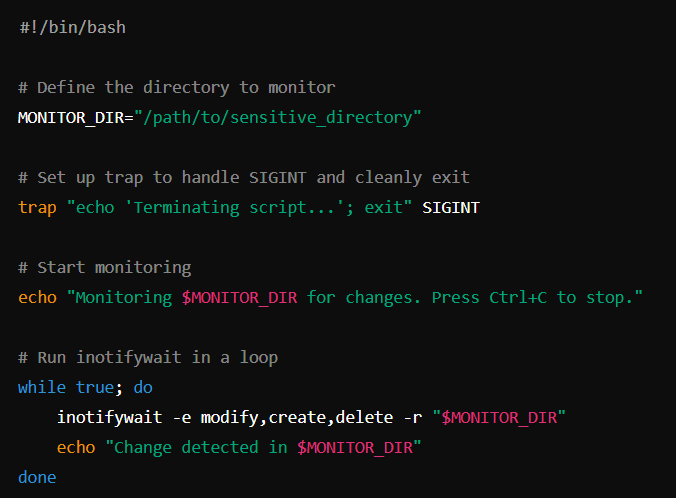 #!/bin/bash
# Define the directory to monitor
MONITOR_DIR="/path/to/sensitive_directory"
# Set up trap to handle SIGINT and cleanly exit
trap "echo 'Terminating script...'; exit" SIGINT
# Start monitoring
echo "Monitoring $MONITOR_DIR for changes. Press Ctrl+C to stop."
# Run inotifywait in a loop
while true; do
    inotifywait -e modify,create,delete -r "$MONITOR_DIR"
    echo "Change detected in $MONITOR_DIR"
done